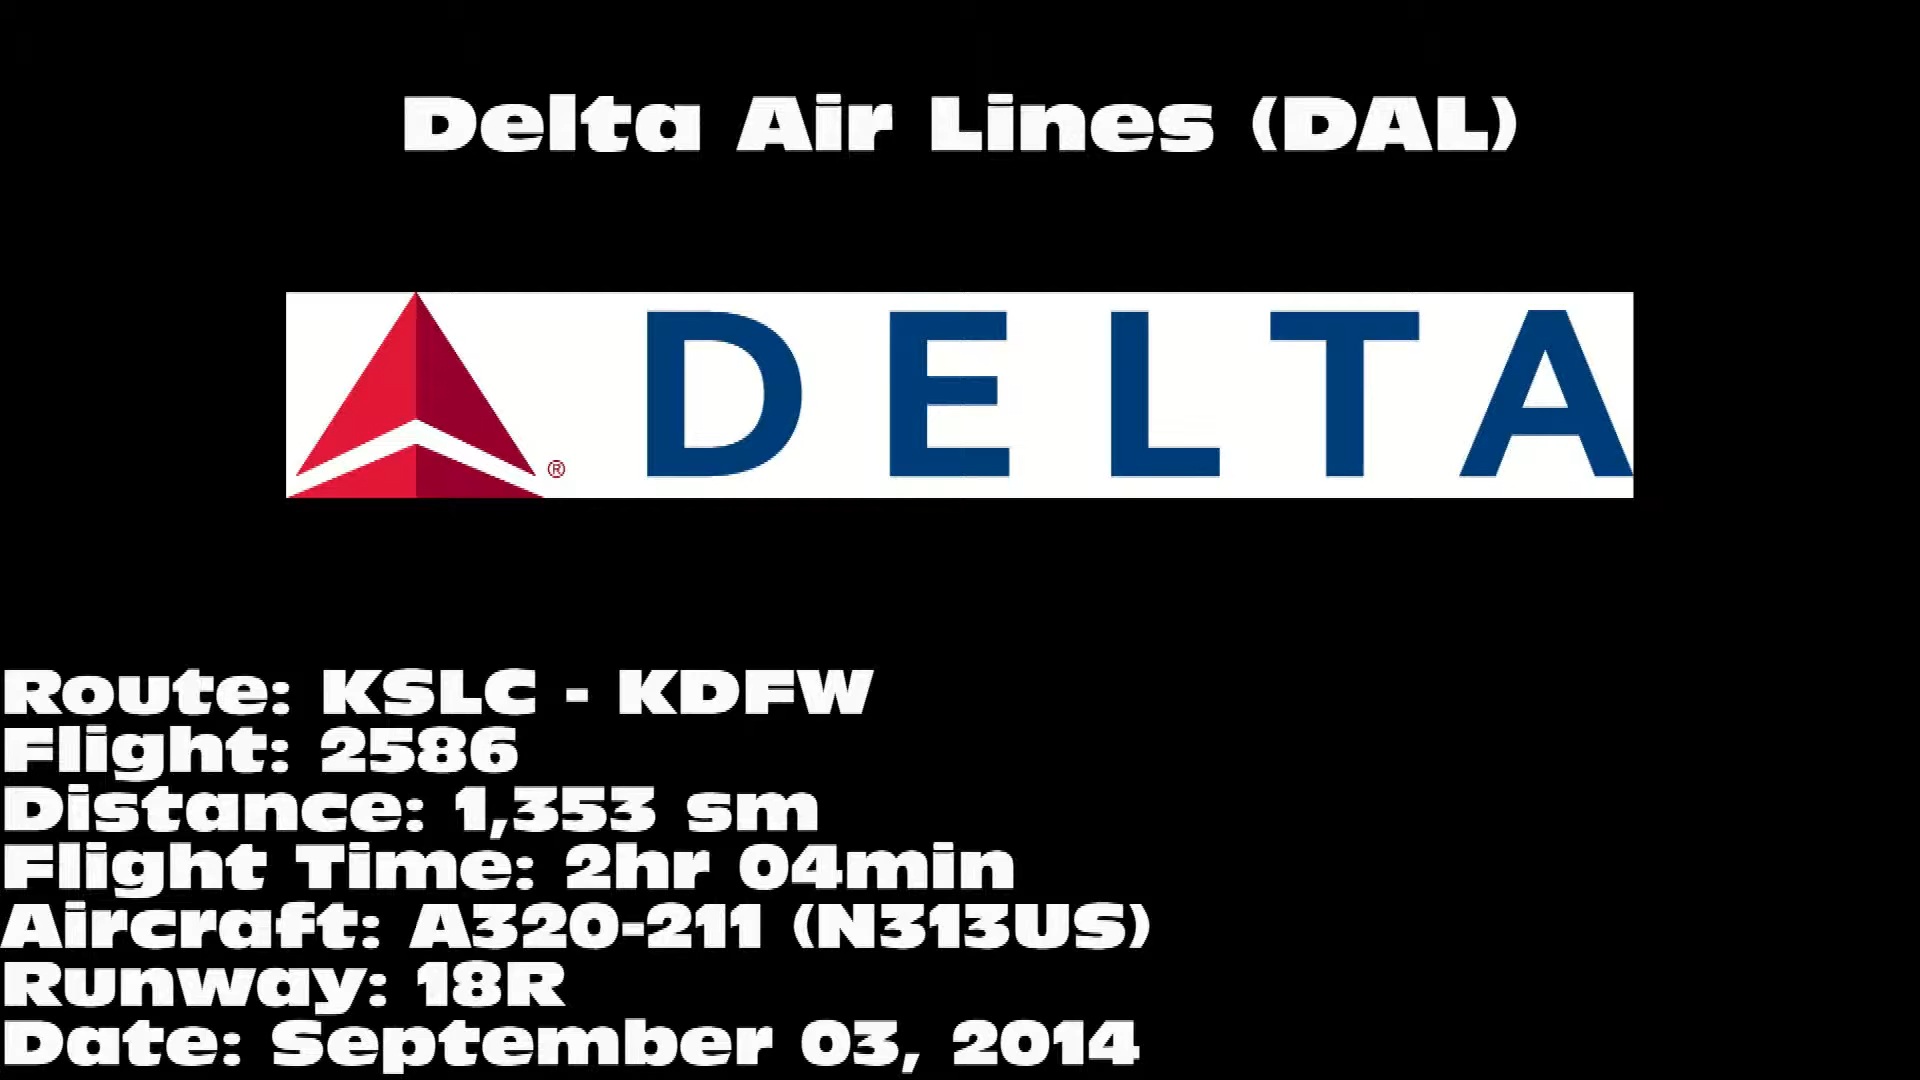 Delta Air Lines (DAL)
® DELTA
Route: KSLC - KDFW
Flight: 2586
Distance: 1,353 sm
Flight Time: 2hr 04min
Aircraft: A320-211 (N313US)
Runway: 18R
Date: September 03, 2014